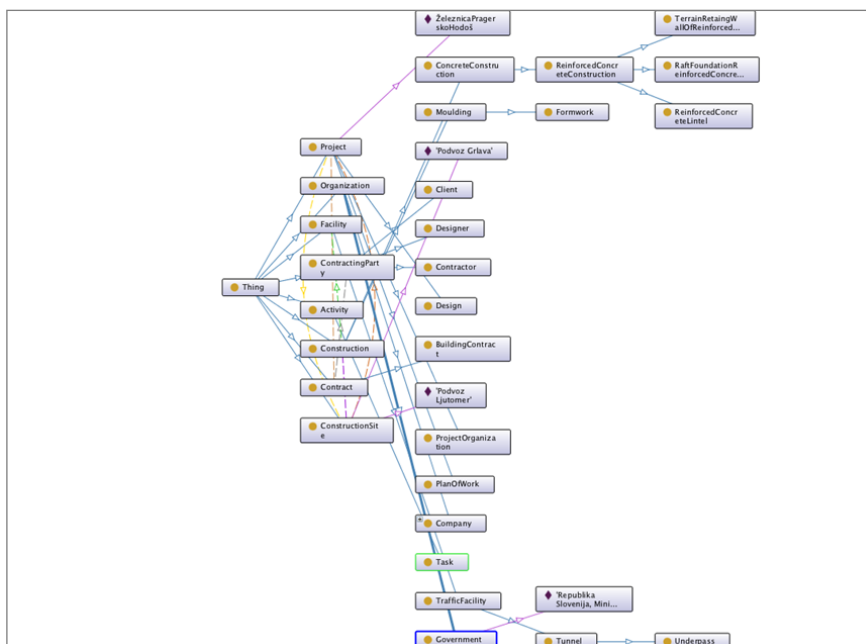 ŽeleznicaPrager
skoHodoš
TerrainRetaingW
allOfReinforced...
ConcreteConstru
ction
ReinforcedConcr
eteConstruction
RaftFoundationR
einforcedConcre...
Moulding
Formwork
ReinforcedConcr
eteLintel
Project
'Podvoz Grlava'
Organization
Client
Facility
Designer
ContractingPart
y
Contractor
Thing
Activity
Design
Construction
BuildingContrac
t
Contract
'Podvoz
Ljutomer'
ConstructionSit
e
ProjectOrganiza
tion
PlanOfWork
Company
Task
TrafficFacility
'Republika
Slovenija, Mini...
Government
Tunnel
Underpass